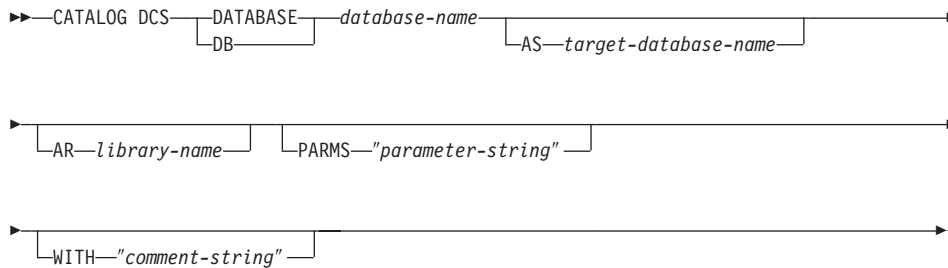 CATALOG DCS DATABASE database-name
DB AS target-database-name
AR library-name PARMS "parameter-string"
WITH "comment-string"